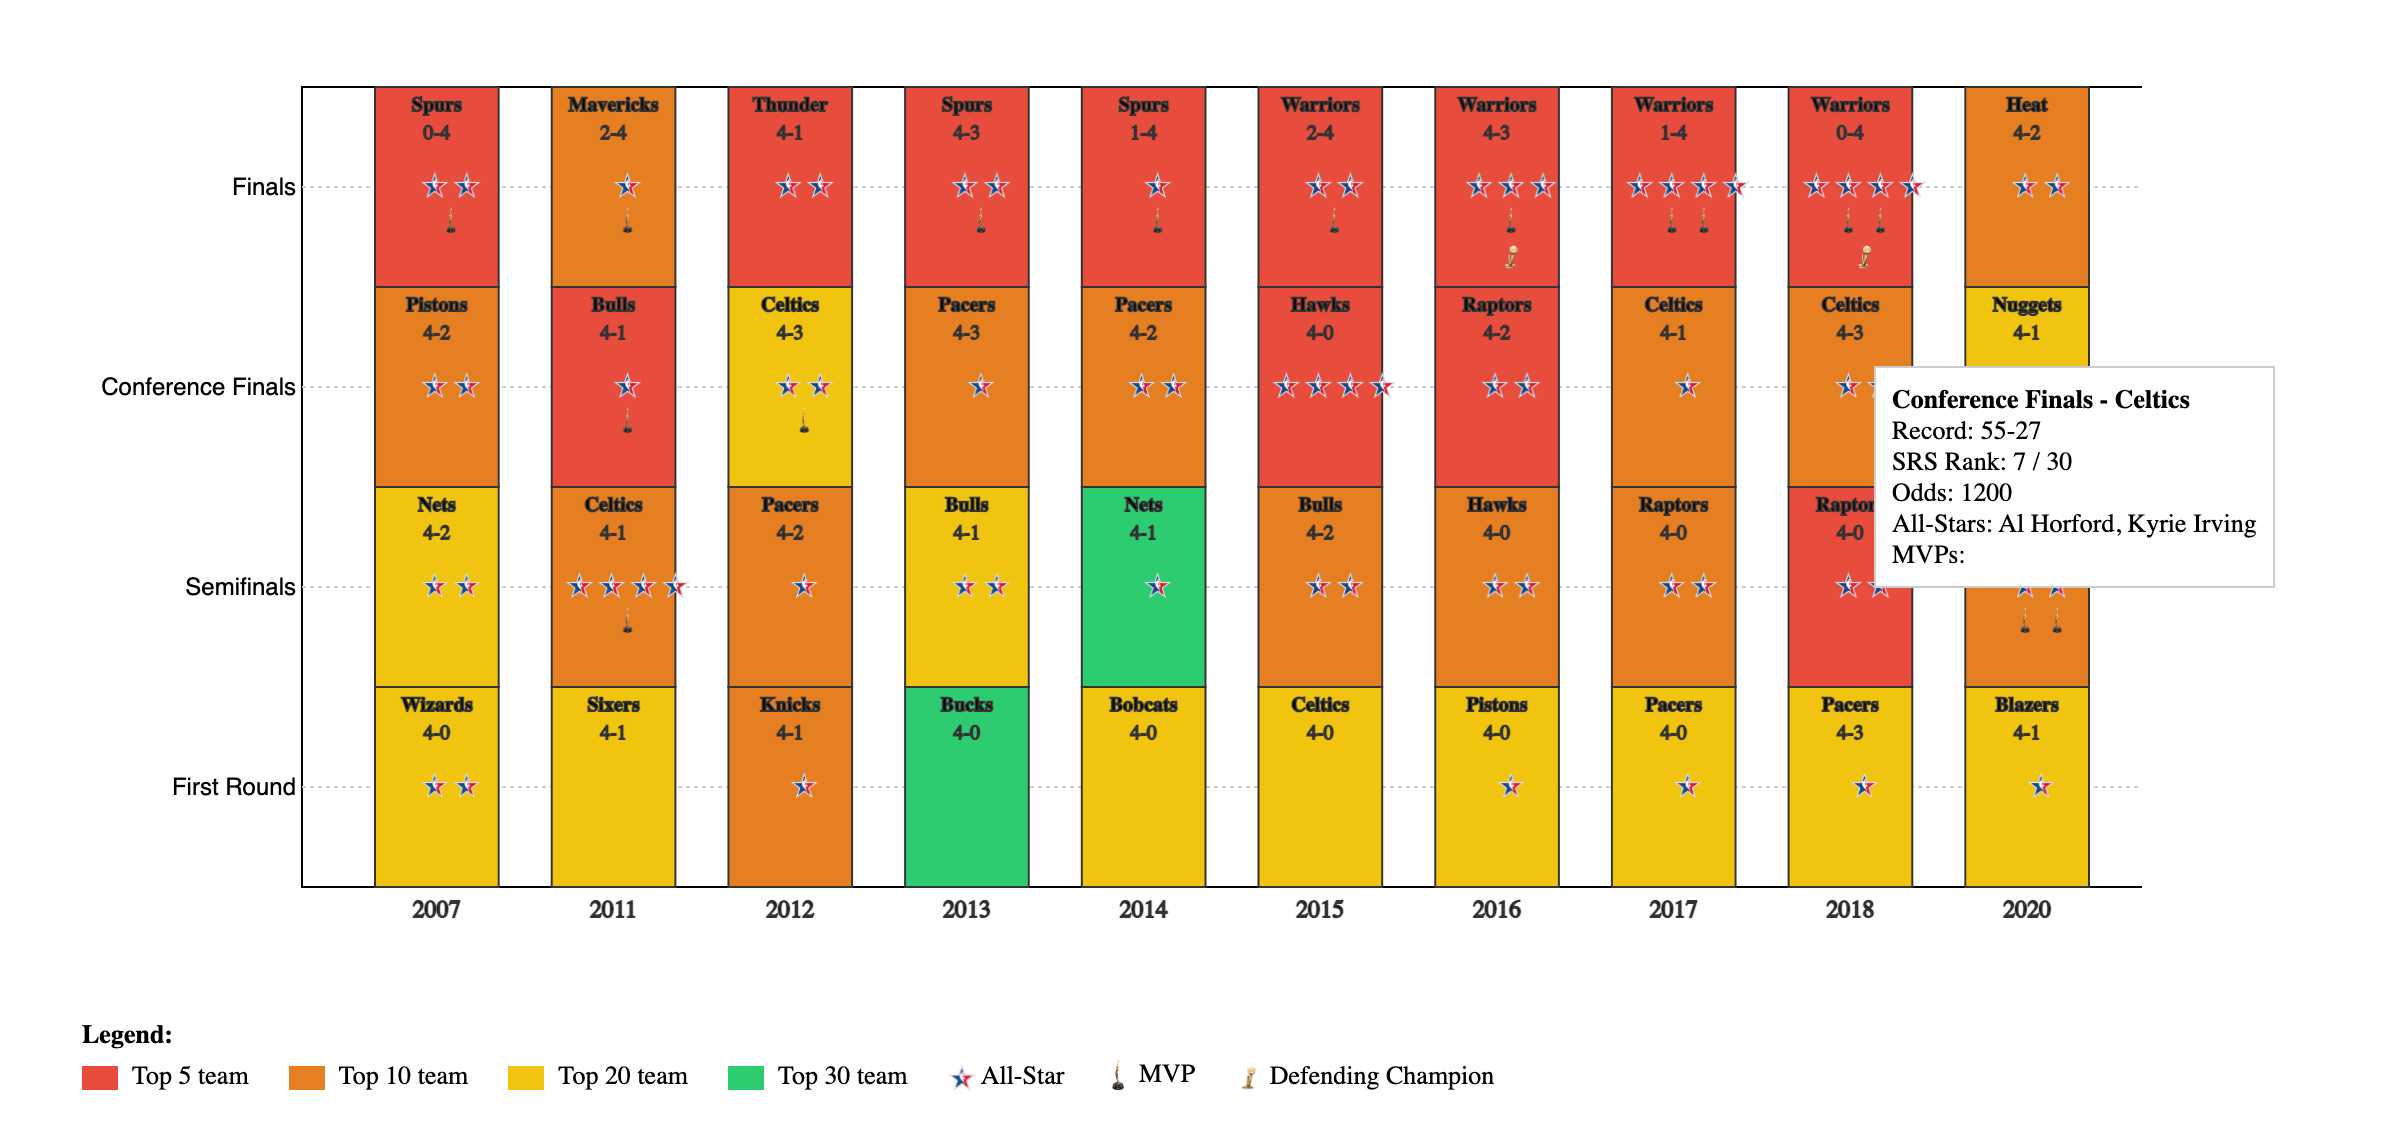 Spurs
0-4
Mavericks
2-4
Thunder
4-1
Spurs
4-3
Spurs
1-4
Warriors
2-4
Warriors
4-3
Warriors
1-4
Warriors
0-4
Heat
4-2
Finals
Pistons
4-2
Bulls
4-1
Celtics
4-3
Pacers
4-3
Pacers
4-2
Hawks
4-0
Raptors
4-2
Celtics
4-1
Celtics
4-3
Nuggets
4-1
Conference Finals
Conference Finals - Celtics
Record: 55-27
SRS Rank: 7 / 30
Odds: 1200
All-Stars: Al Horford, Kyrie Irving
MVPs:
Nets
4-2
Celtics
4-1
Pacers
4-2
Bulls
4-1
Nets
4-1
Bulls
4-2
Hawks
4-0
Raptors
4-0
4-0
Semifinals
Wizards
4-0
Sixers
4-1
Knicks
4-1
Bucks
4-0
Bobcats
4-0
Celtics
4-0
Pistons
4-0
Pacers
4-0
Pacers
4-3
Blazers
4-1
First Round
2007 2011 2012 2013 2014 2015 2016 2017 2018 2020
Legend:
Top 5 team Top 10 team Top 20 team Top 30 team All-Star MVP Defending Champion